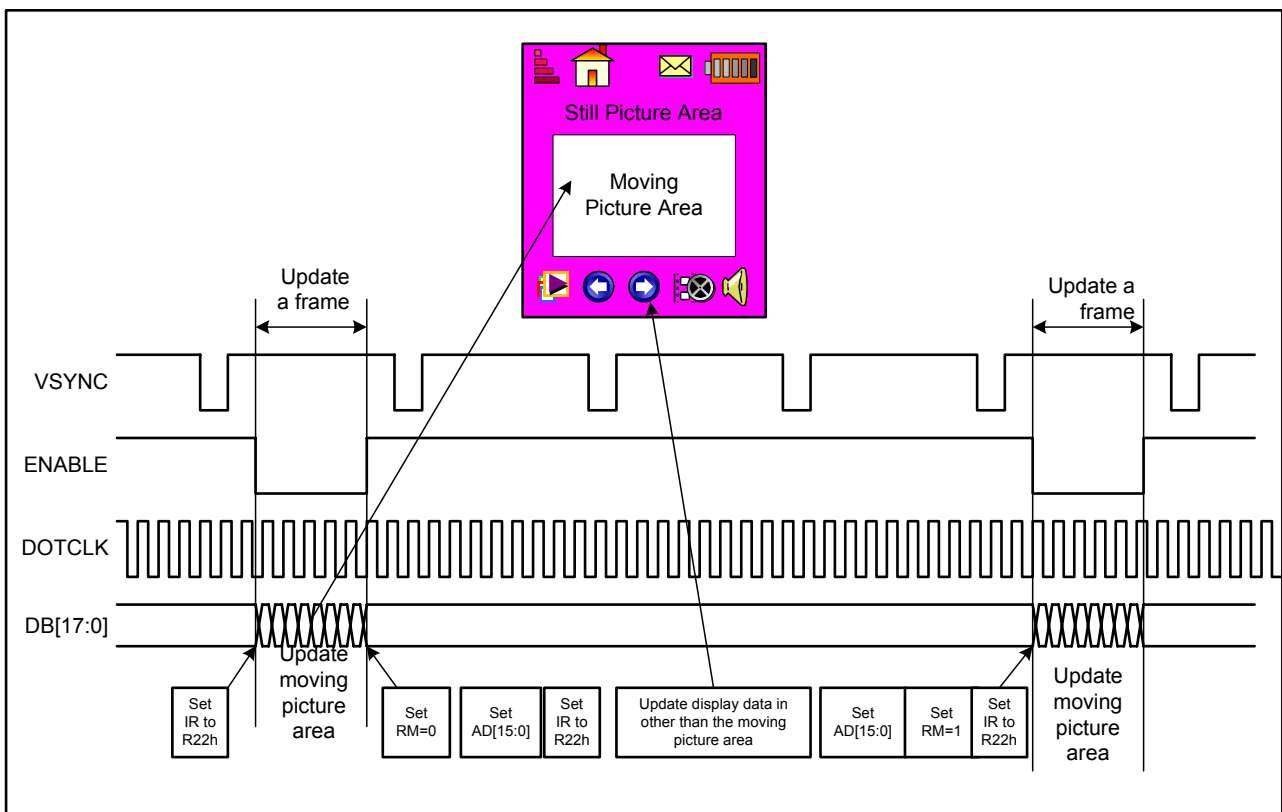 Still Picture Area
Moving
Picture Area
Update
a frame
Update a
frame
VSYNC
ENABLE
DOTCLK
DB[17:0]
Update
moving
picture
area
Update
moving
picture
area
Set
IR to
R22h
Set
RM=0
Set
AD[15:0]
Set
IR to
R22h
Update display data in
other than the moving
picture area
Set
AD[15:0]
Set
RM=1
Set
IR to
R22h